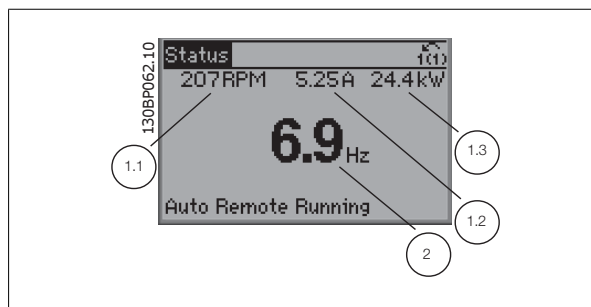 130BP062.10
Status
1(1)
207RPM 5.25A 24.4kW
6.9Hz
Auto Remote Running
1.1
1.3
1.2
2